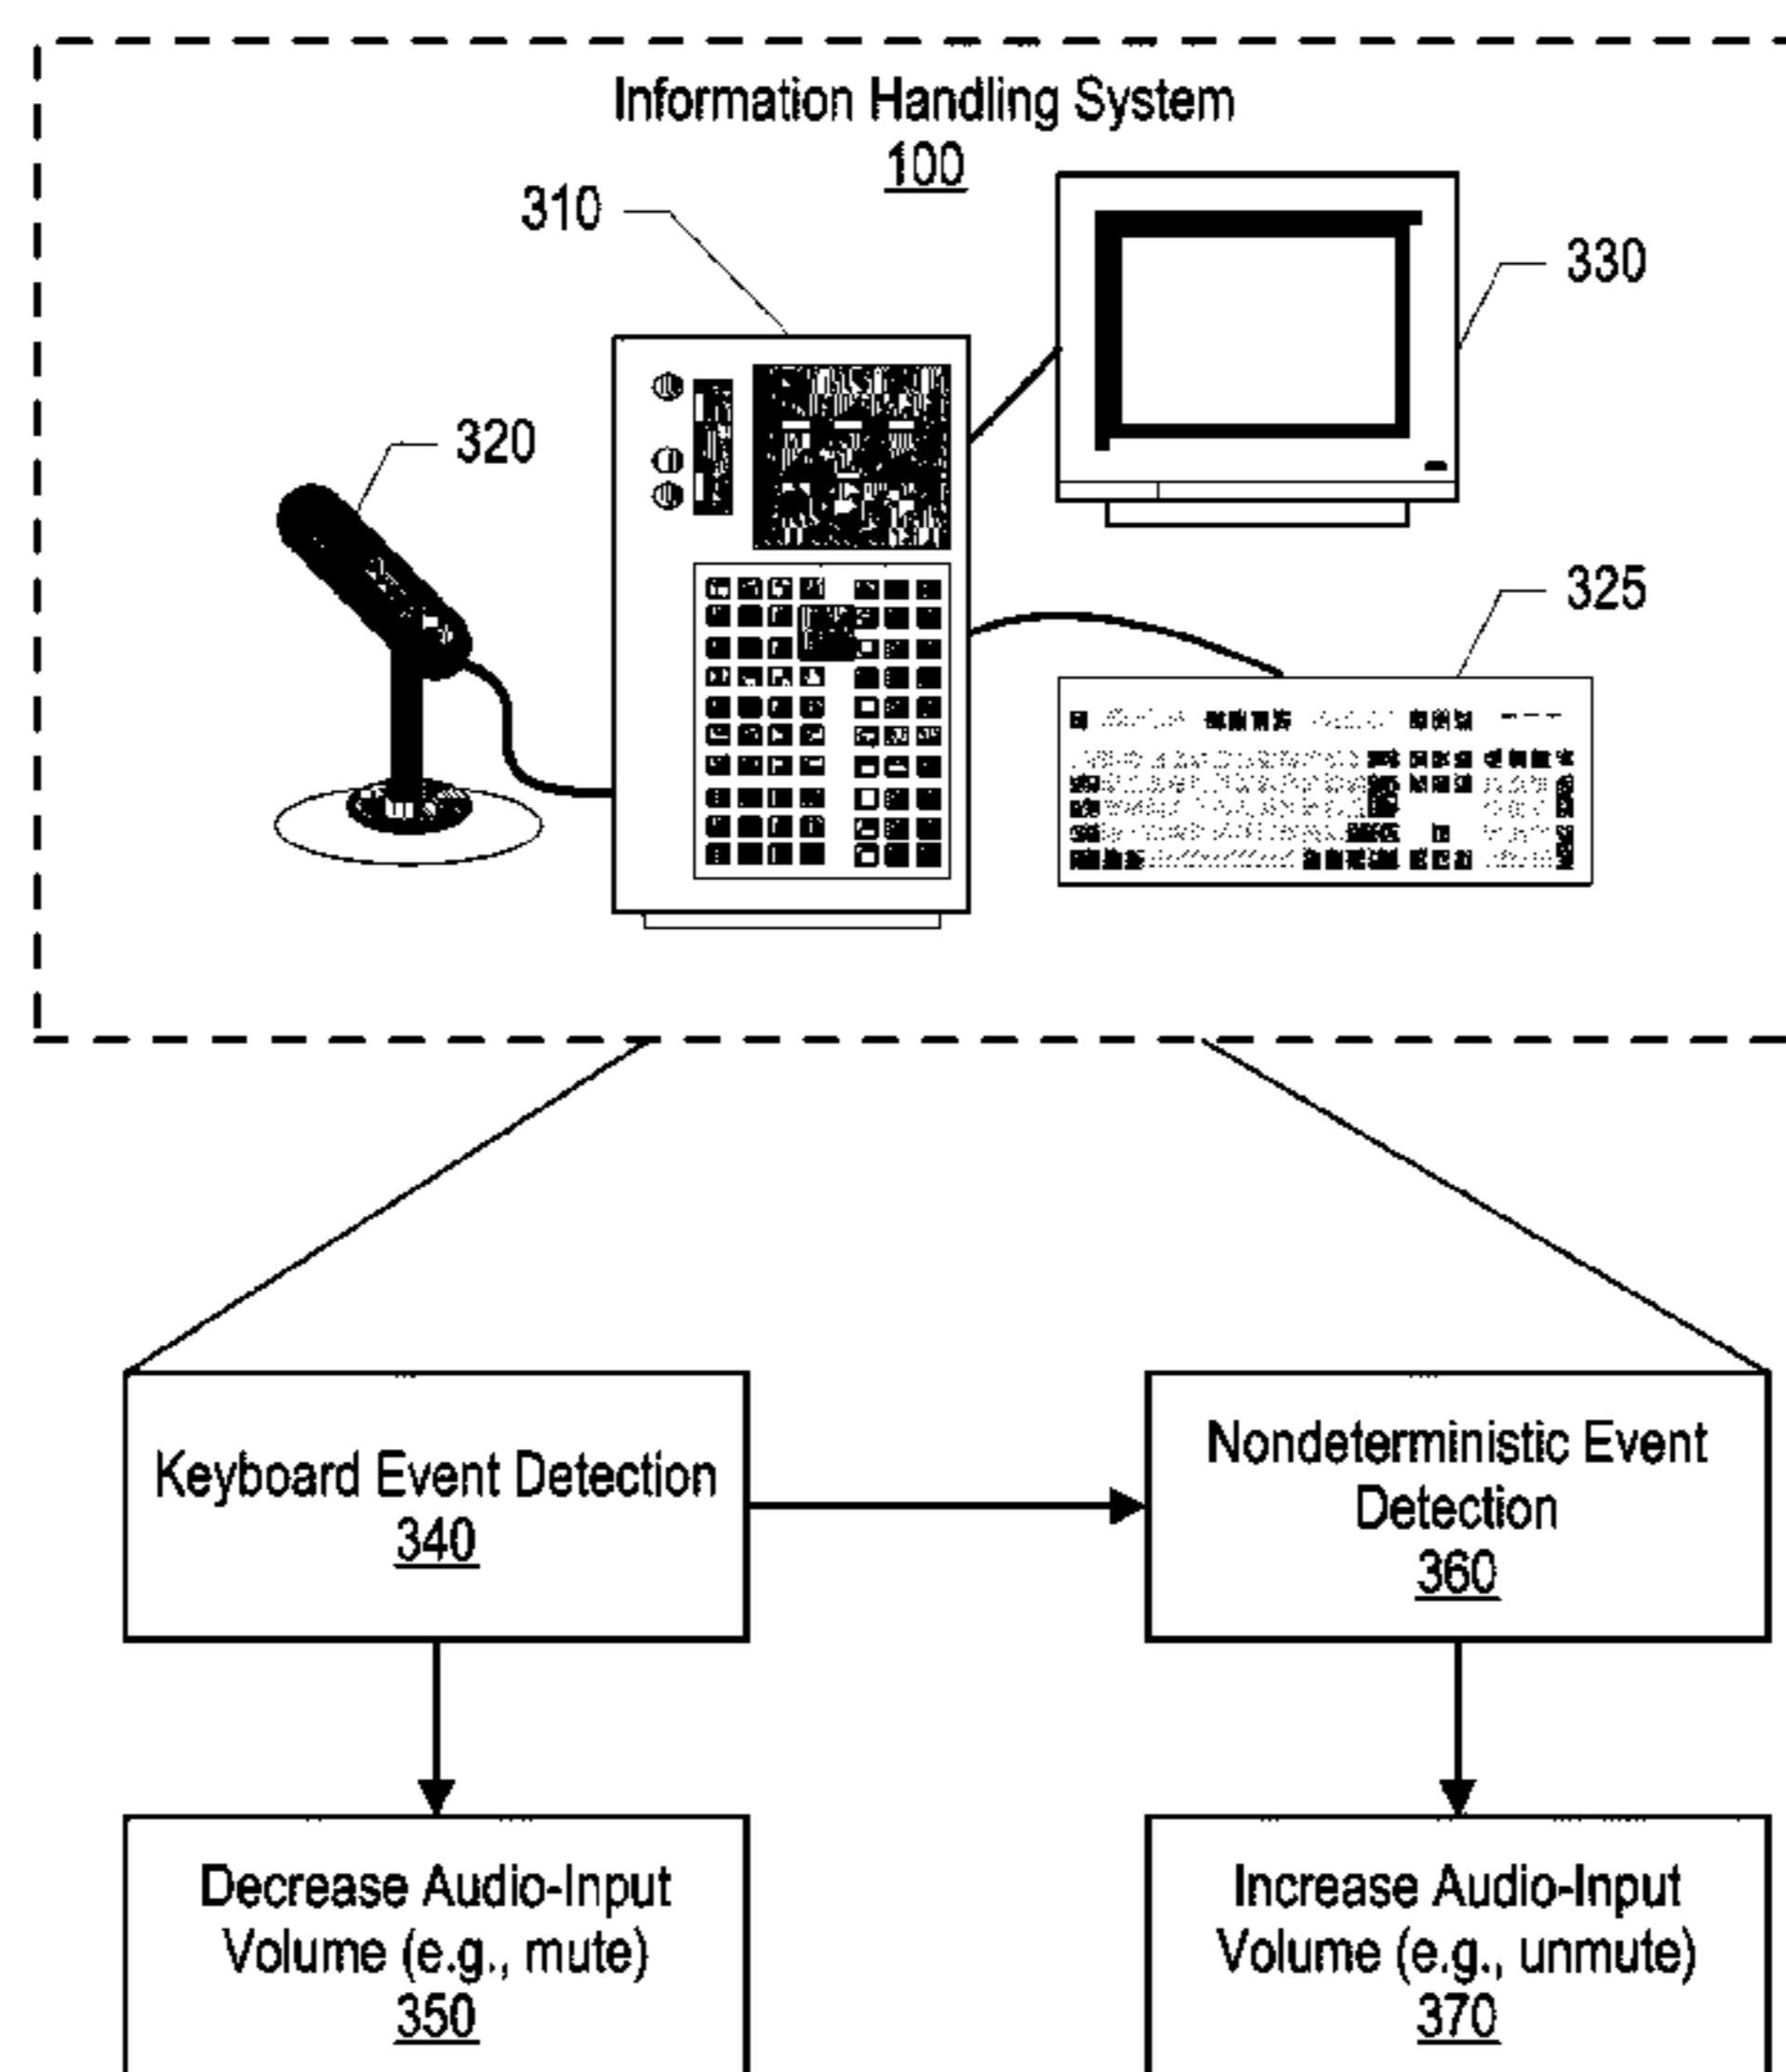 Information Handling System
100
310
330
320
325
Keyboard Event Detection
340
Nondeterministic Event
Detection
360
Decrease Audio-Input
Volume (e.g., mute)
350
Increase Audio-Input
Volume (e.g., unmute)
370